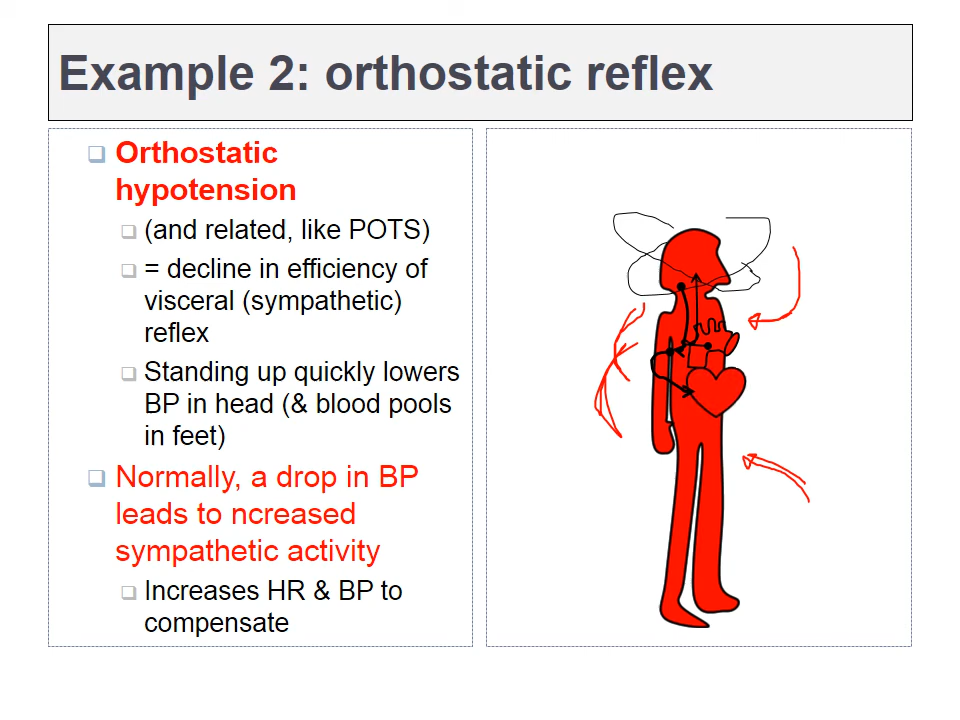 Example 2: orthostatic reflex
Orthostatic
hypotension
(and related, like POTS)
= decline in efficiency of
visceral (sympathetic)
reflex
Standing up quickly lowers
BP in head (& blood pools
in feet)
Normally, a drop in BP
leads to ncreased
sympathetic activity
Increases HR & BP to
compensate